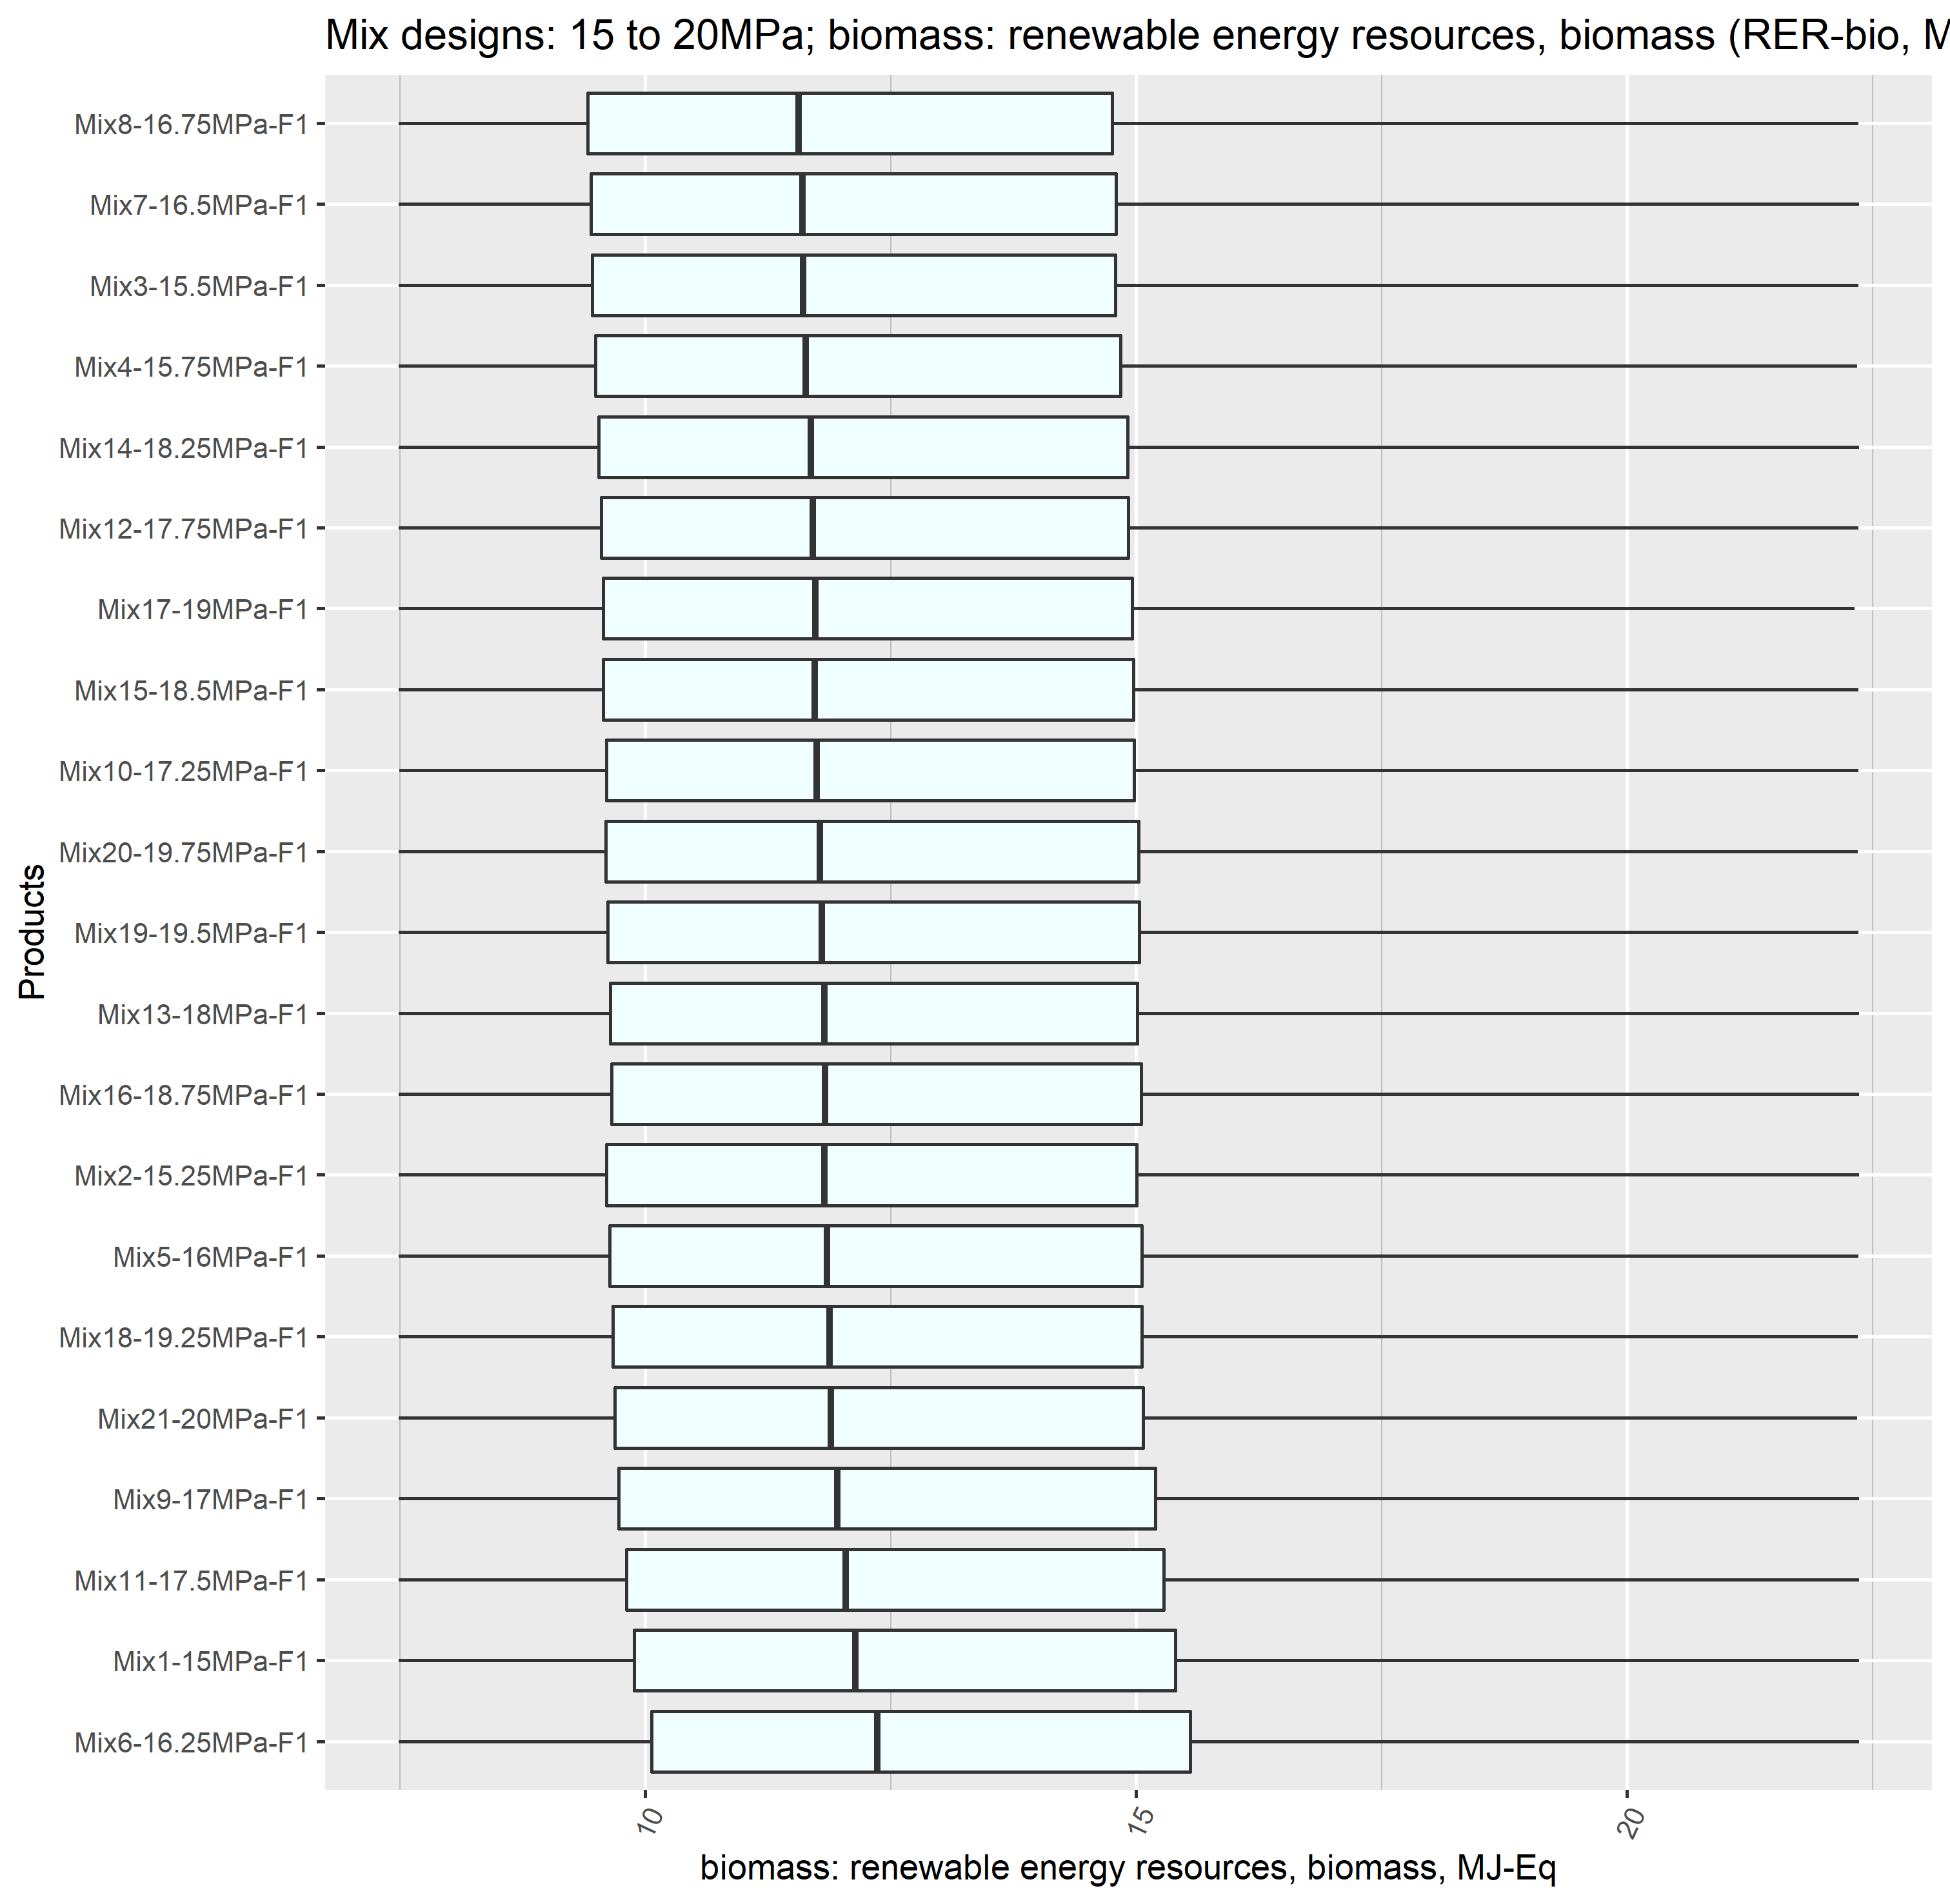 Mix designs: 15 to 20MPa; biomass: renewable energy resources, biomass (RER-bio, M
Mix8-16.75MPa-F1
Mix7-16.5MPa-F1
Mix3-15.5MPa-F1
Mix4-15.75MPa-F1
Mix14-18.25MPa-F1
Mix12-17.75MPa-F1
Mix17-19MPa-F1
Mix15-18.5MPa-F1
Mix10-17.25MPa-F1
Mix20-19.75MPa-F1
Mix19-19.5MPa-F1
Mix13-18MPa-F1
Mix16-18.75MPa-F1
Mix2-15.25MPa-F1
Mix5-16MPa-F1
Mix18-19.25MPa-F1
Mix21-20MPa-F1
Mix9-17MPa-F1
Mix11-17.5MPa-F1
Mix1-15MPa-F1
Mix6-16.25MPa-F1
Products
10 15 20
biomass: renewable energy resources, biomass, MJ-Eq